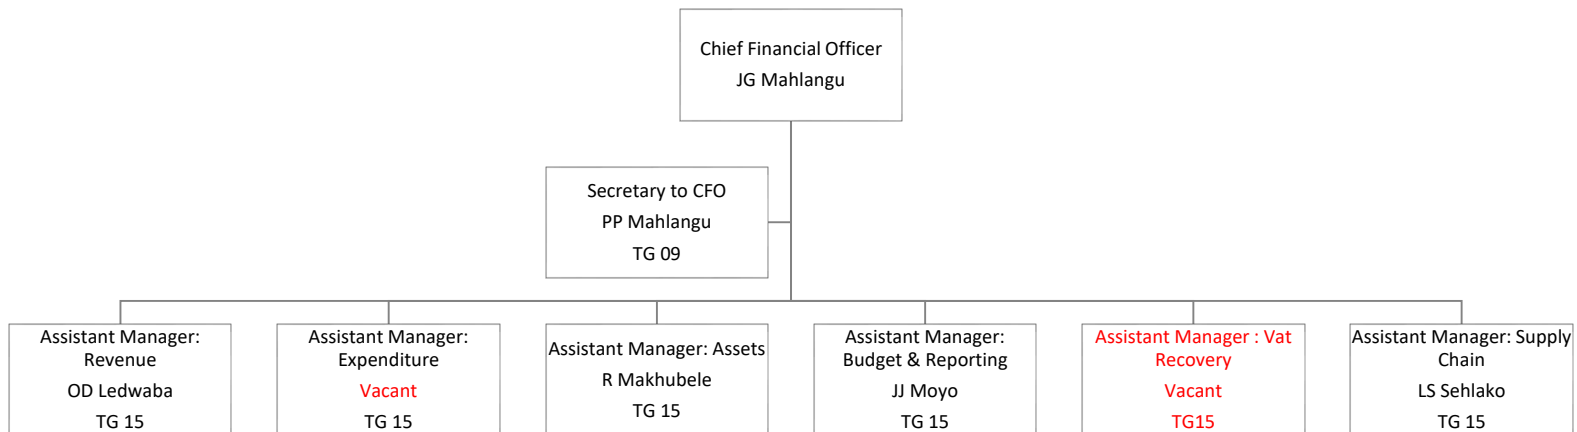 Chief Financial Officer
JG Mahlangu
Secretary to CFO
PP Mahlangu
TG 09
Assistant Manager:
Revenue
OD Ledwaba
TG 15
Assistant Manager:
Expenditure
Vacant
TG 15
Assistant Manager: Assets
R Makhubele
TG 15
Assistant Manager:
Budget & Reporting
JJ Moyo
TG 15
Assistant Manager : Vat
Recovery
Vacant
TG15
Assistant Manager: Supply
Chain
LS Sehlako
TG 15